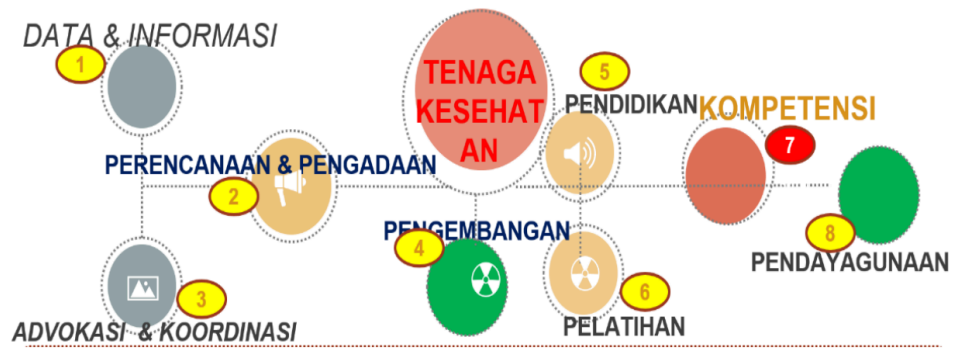 DATA & INFORMASI
1
TENAGA
KESEHAT
AN
5
PENDIDIKAN
KOMPETENSI
7
PERENCANAAN & PENGADAAN
2
PENGEMBANGAN
4
8
PENDAYAGUNAAN
3
ADVOKASI & KOORDINASI
6
PELATIHAN